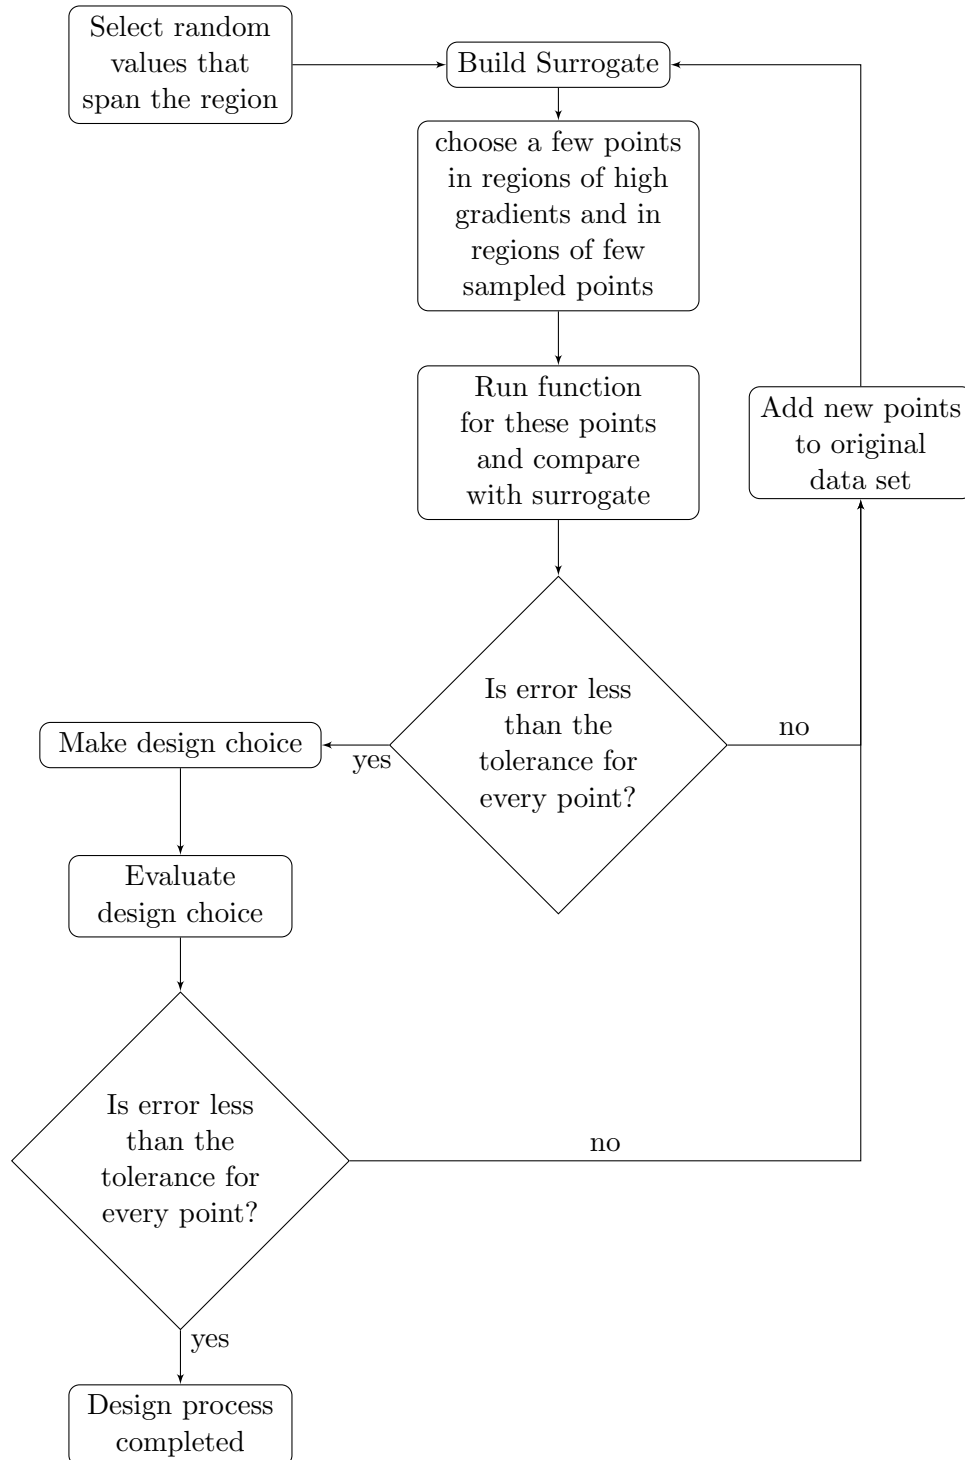 Select random
values that
span the region
Build Surrogate
choose a few points
in regions of high
gradients and in
regions of few
sampled points
Run function
for these points
and compare
with surrogate
Add new points
to original
data set
Is error less
than the
tolerance for
every point?
no
yes
Make design choice
Evaluate
design choice
Is error less
than the
tolerance for
every point?
no
yes
Design process
completed